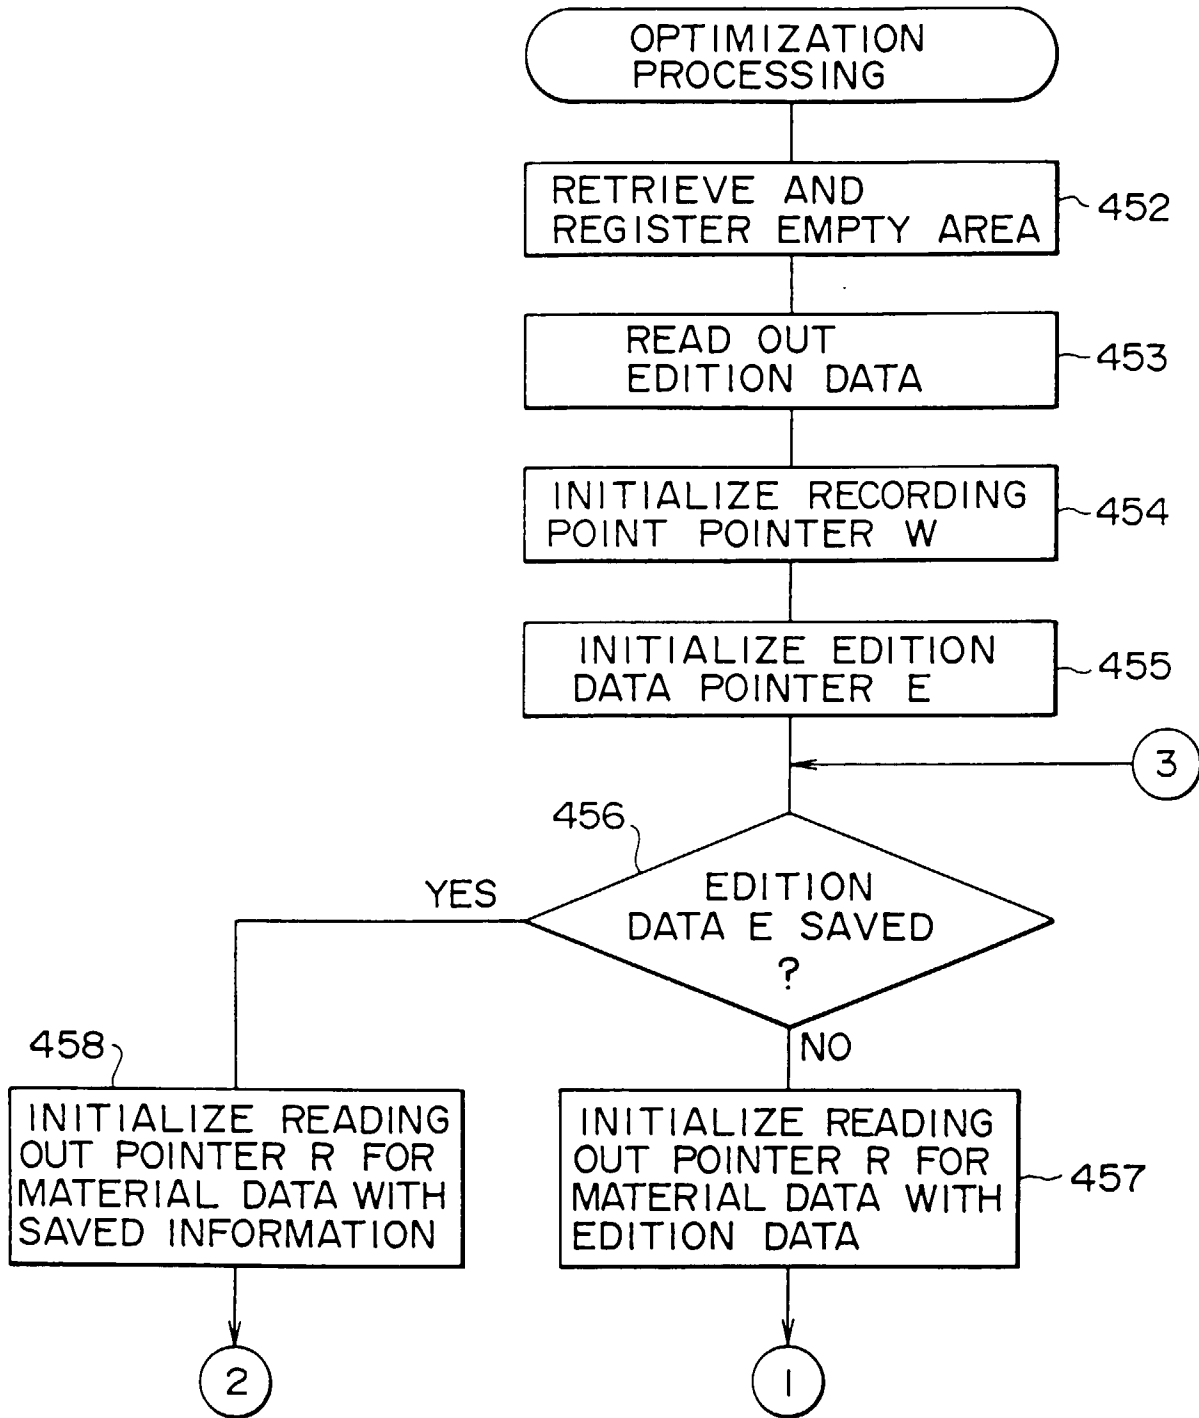 OPTIMIZATION
PROCESSING
RETRIEVE AND
REGISTER EMPTY AREA
452
READ OUT
EDITION DATA
453
INITIALIZE RECORDING
POINT POINTER W
454
INITIALIZE EDITION
DATA POINTER E
455
3
456
YES
EDITION
DATA E SAVED
?
NO
458
INITIALIZE READING
OUT POINTER R FOR
MATERIAL DATA WITH
SAVED INFORMATION
INITIALIZE READING
OUT POINTER R FOR
MATERIAL DATA WITH
EDITION DATA
457
2
1